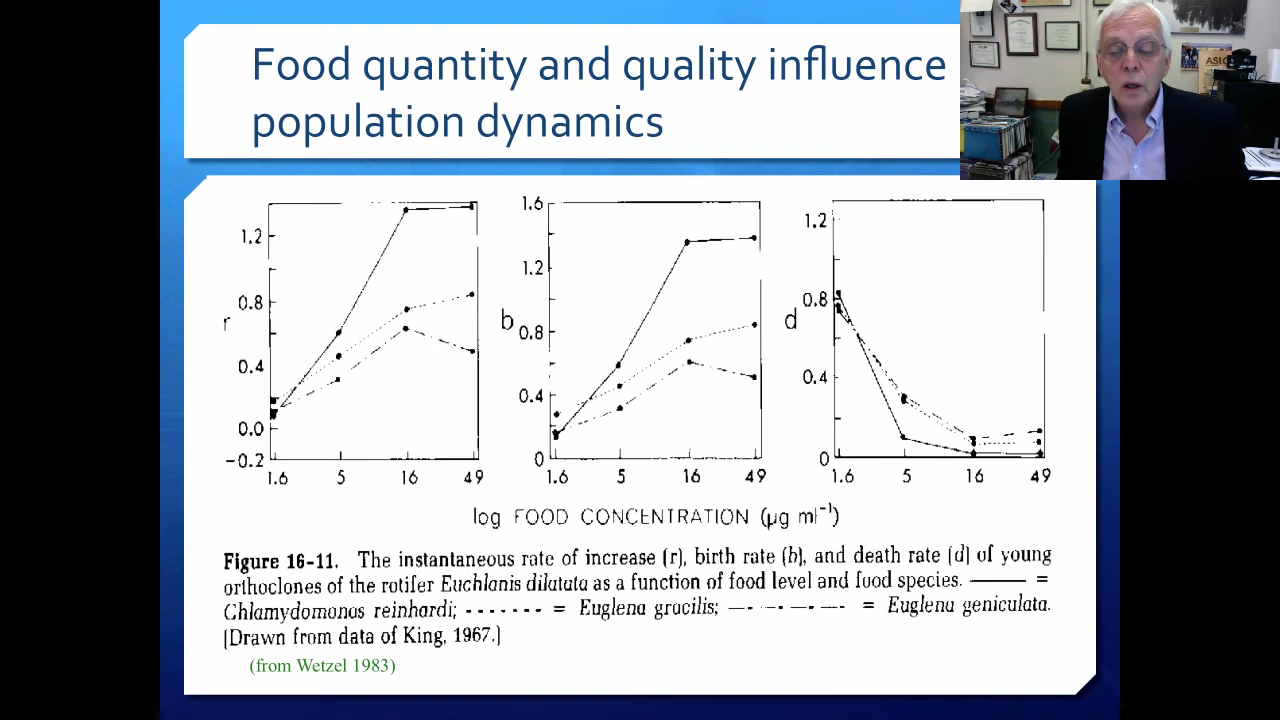 Food quantity and quality influence
population dynamics
ASLO
r
1.2
0.8
0.4
0.0
-0.2
1.6
5
16
49
b
1.6
1.2
0.8
0.4
0
1.6
5
16
49
d
1.2
0.8
0.4
0
1.6
5
16
49
log FOOD CONCENTRATION (µg ml⁻¹)
Figure 16-11. The instantaneous rate of increase (r), birth rate (b), and death rate (d) of young
orthoclones of the rotifer Euchlanis dilatata as a function of food level and food species. ——— =
Chlamydomonas reinhardi; - - - - - - - = Euglena gracilis; —- - —- —- = Euglena geniculata.
(Drawn from data of King, 1967.)
(from Wetzel 1983)